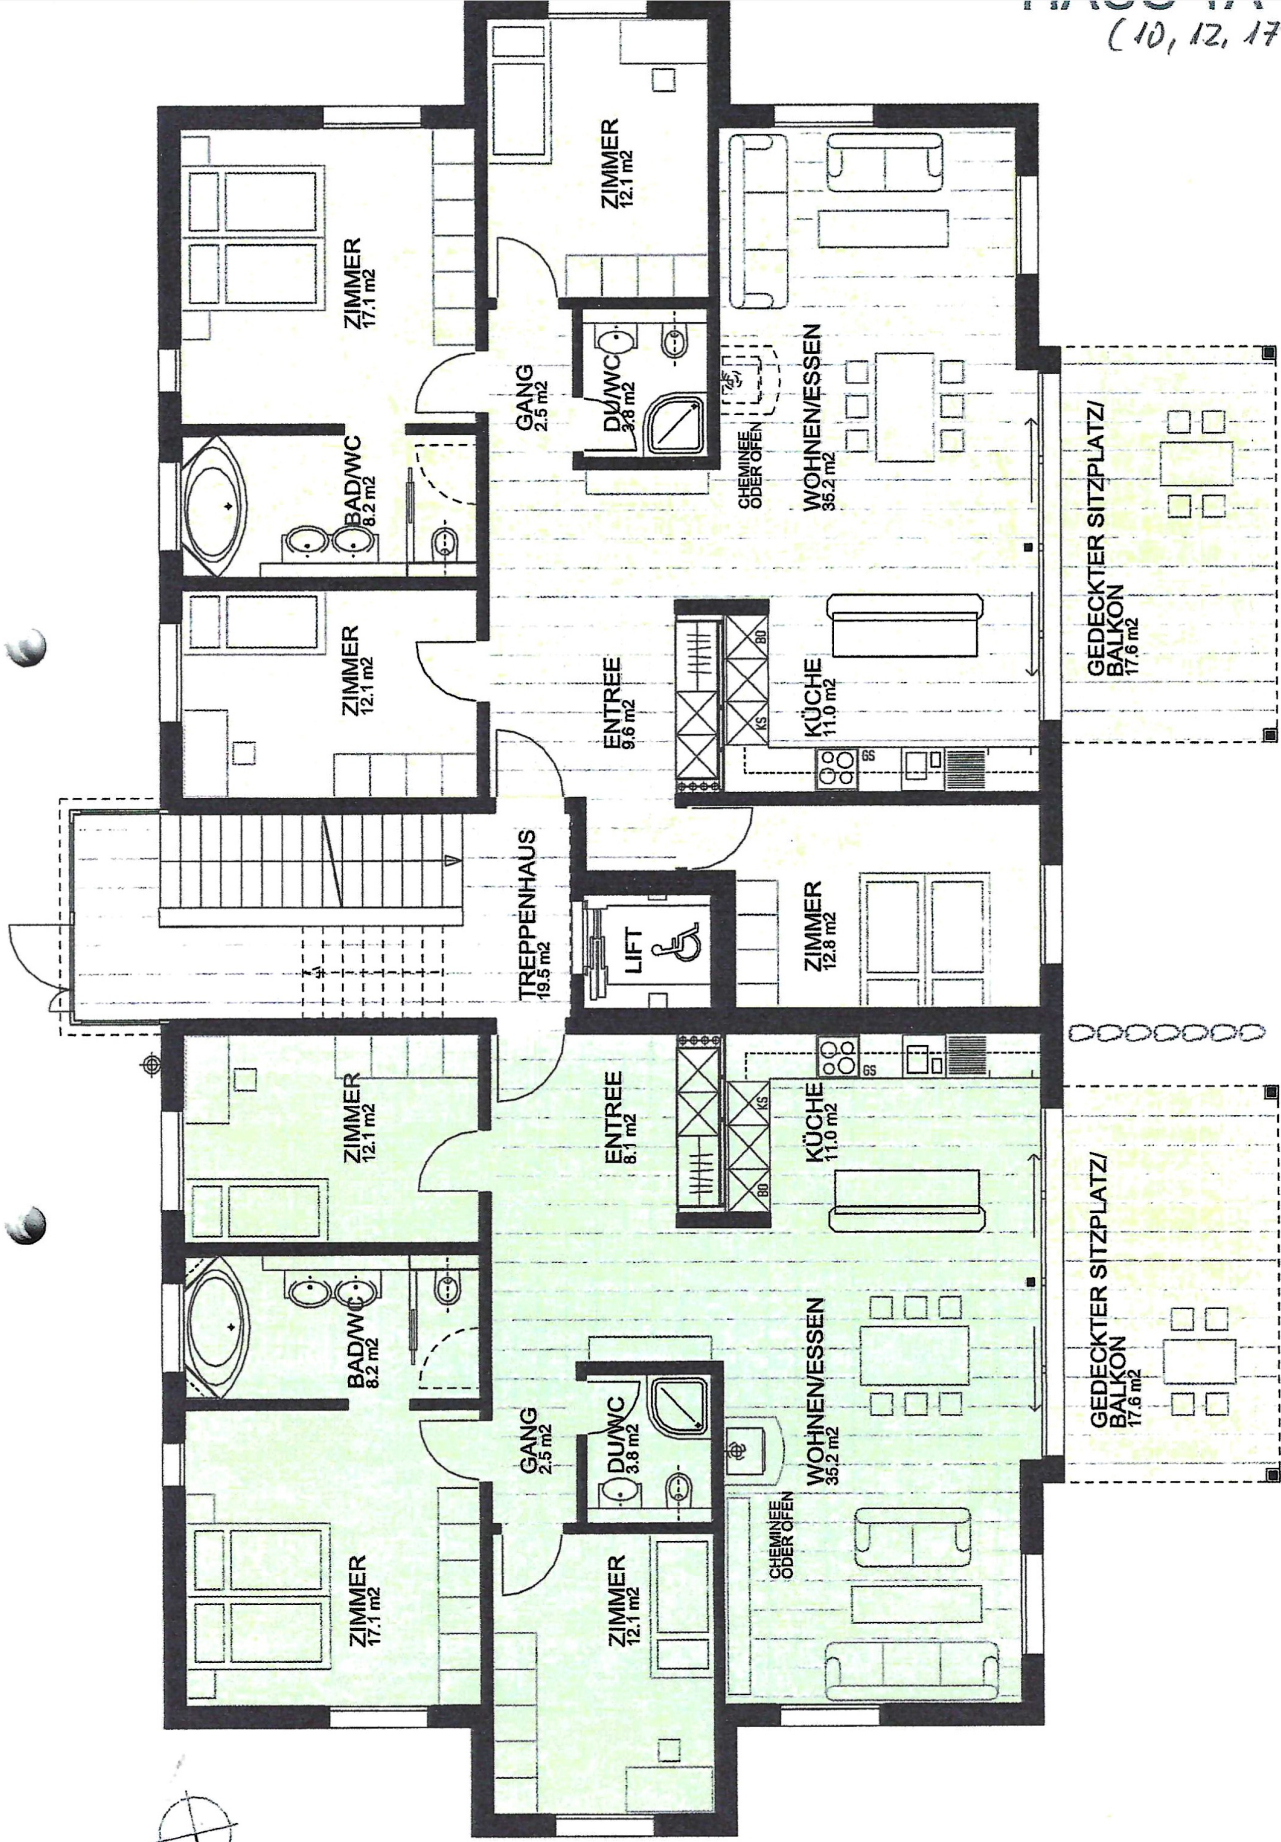 (10, 12, 17
ZIMMER
12.1 m2
ZIMMER
17.1 m2
GANG
2.5 m2
DU/WC
3.8 m2
CHEMINEE
ODER OFEN
WOHNEN/ESSEN
35.2 m2
BAD/WC
8.2 m2
GEDECKTER SITZPLATZ/
BALKON
17.6 m2
ZIMMER
12.1 m2
ENTREE
9.6 m2
BO
KS
KÜCHE
11.0 m2
GS
TREPPENHAUS
19.5 m2
LIFT
ZIMMER
12.8 m2
ZIMMER
12.1 m2
ENTREE
8.1 m2
KS
BO
KÜCHE
11.0 m2
GS
BAD/WC
8.2 m2
GANG
2.5 m2
DU/WC
3.8 m2
WOHNEN/ESSEN
35.2 m2
GEDECKTER SITZPLATZ/
BALKON
17.6 m2
CHEMINEE
ODER OFEN
ZIMMER
17.1 m2
ZIMMER
12.1 m2